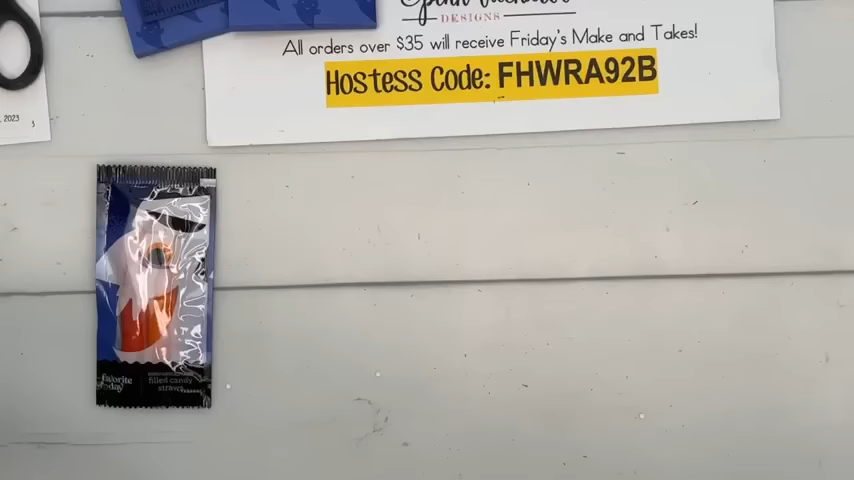 DESIGNS
All orders over $35 will receive Friday's Make and Takes!
Hostess Code: FHWRA92B
, 2023
3
favorite
day
filled candy
straws